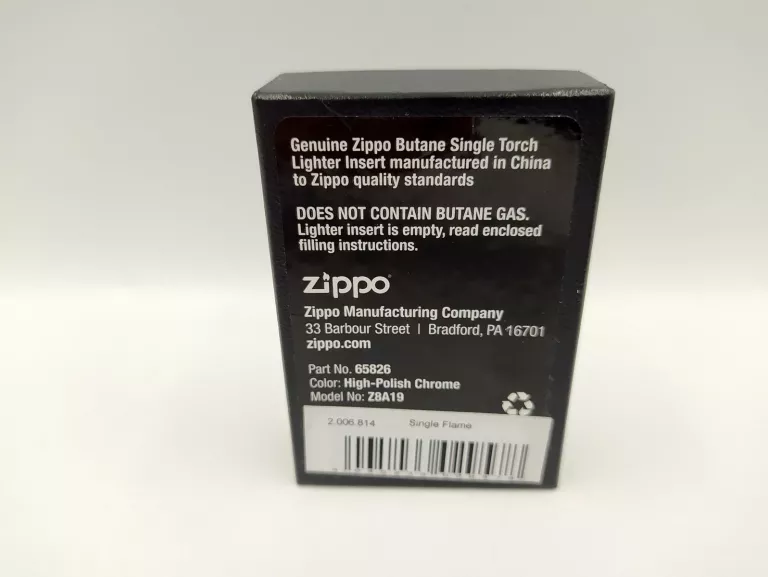 Genuine Zippo Butane Single Torch
Lighter Insert manufactured in China
to Zippo quality standards
DOES NOT CONTAIN BUTANE GAS.
Lighter insert is empty, read enclosed
filling instructions.
zippo
Zippo Manufacturing Company
33 Barbour Street | Bradford, PA 16701
zippo.com
Part No. 65826
Color: High-Polish Chrome
Model No: Z8A19
2.006.814 Single Flame